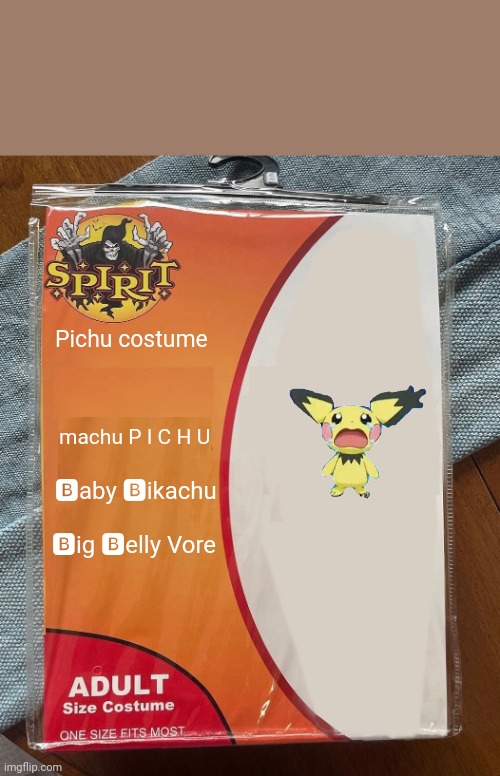 SPIRIT
Pichu costume
machu P I C H U
🅱aby 🅱ikachu
🅱ig 🅱elly Vore
ADULT
Size Costume
ONE SIZE FITS MOST
imgflip.com